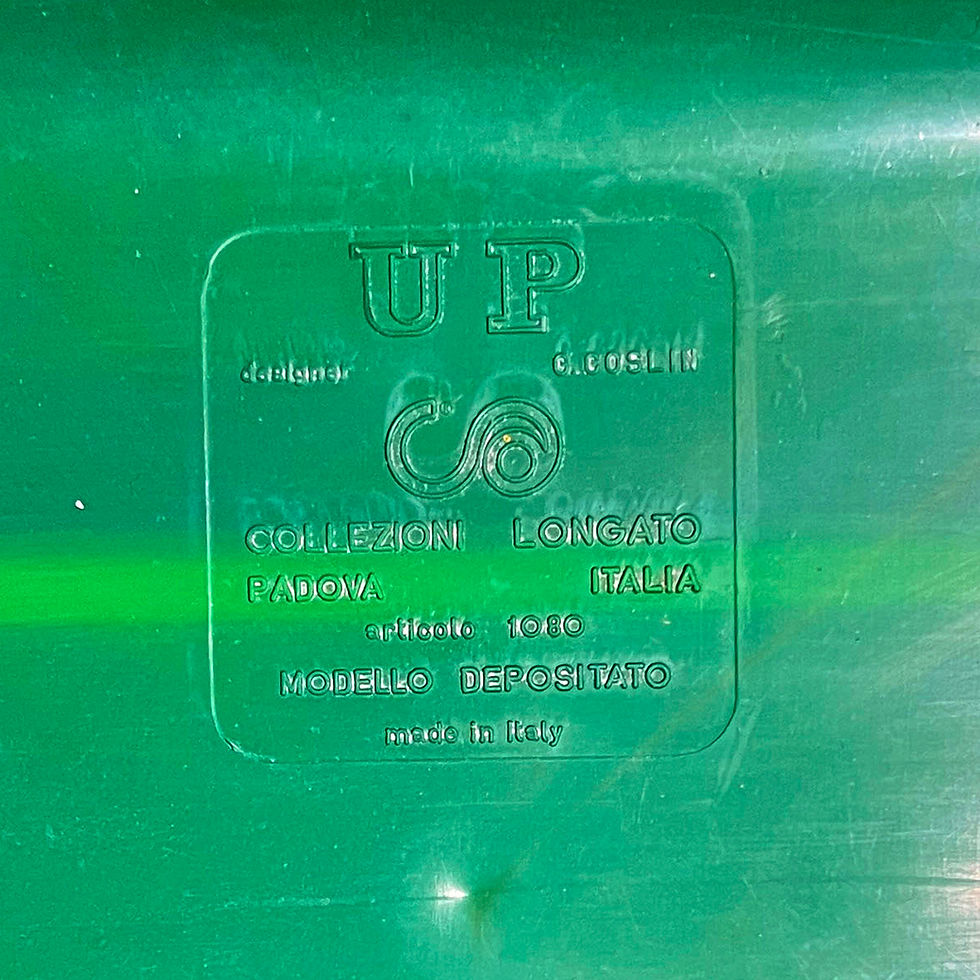 UP
designer G.COSLIN
COLLEZIONI LONGATO
PADOVA ITALIA
articolo 1080
MODELLO DEPOSITATO
made in Italy